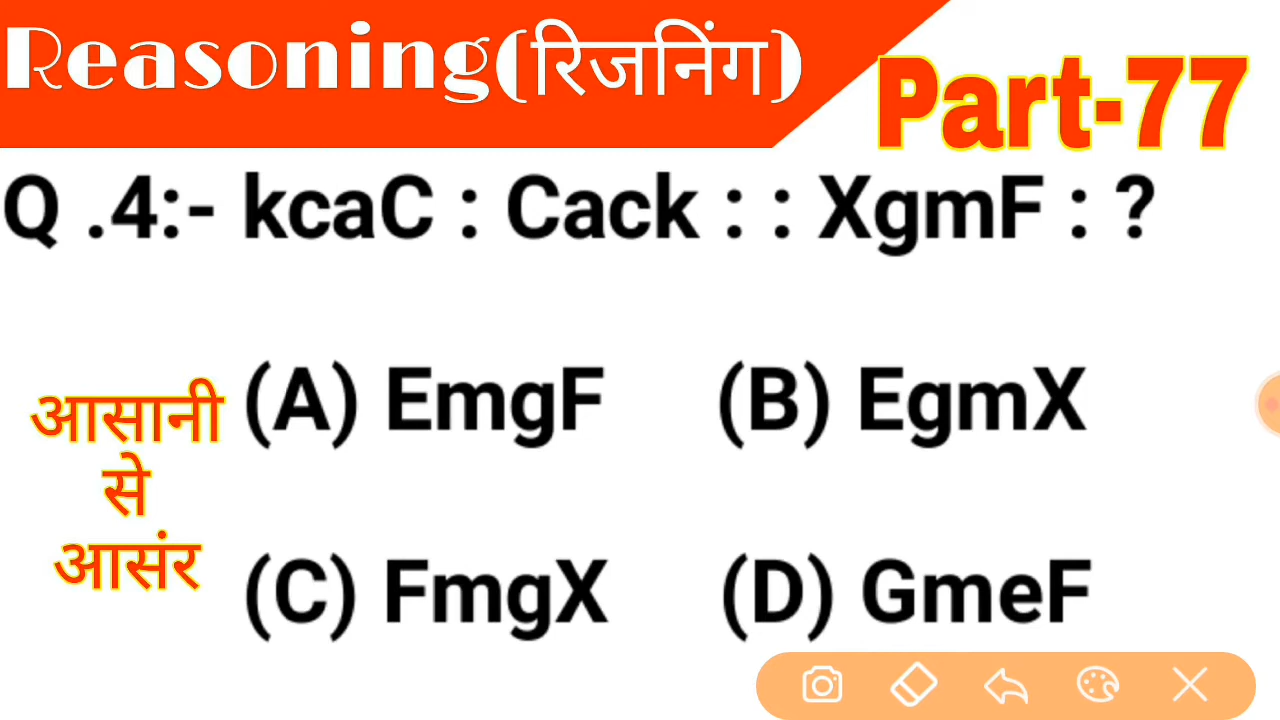 Reasoning(रिजनिंग)
Part-77
Q .4:- kcaC : Cack : : XgmF : ?
(A) EmgF (B) EgmX
आसानी
से
आसंर
(C) FmgX (D) GmeF